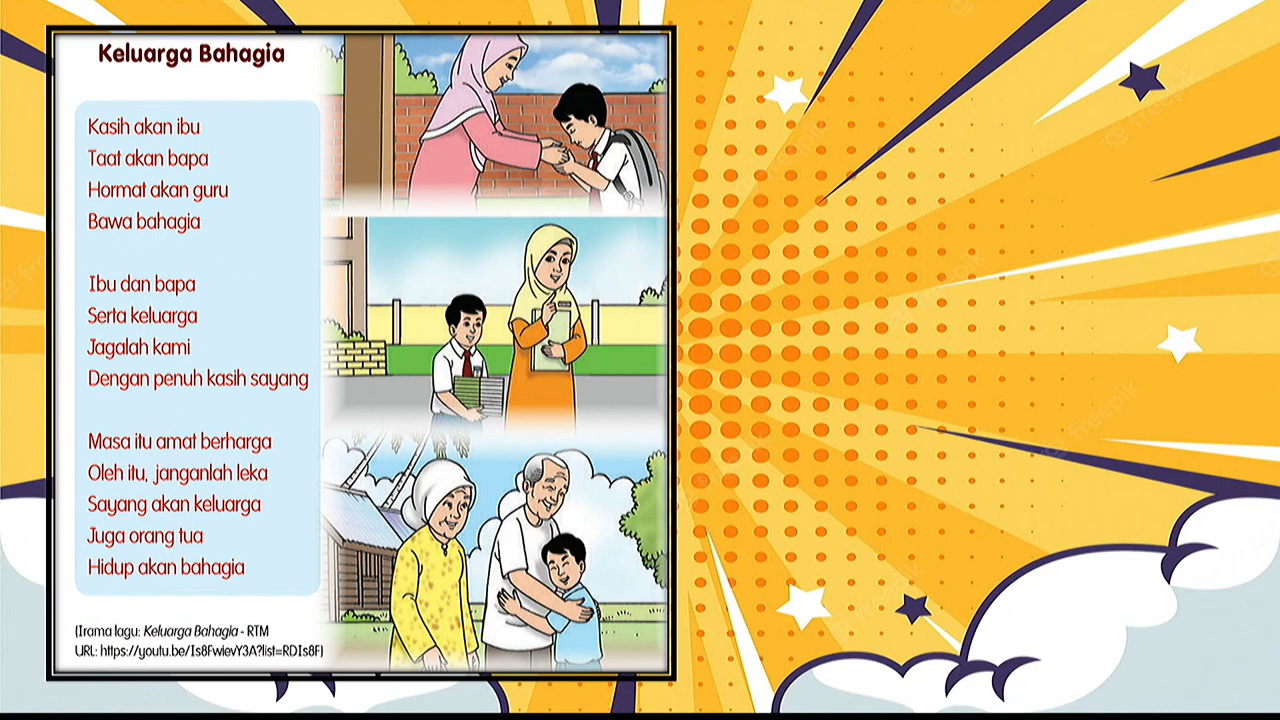 Keluarga Bahagia
Kasih akan ibu
Taat akan bapa
Hormat akan guru
Bawa bahagia
Ibu dan bapa
Serta keluarga
Jagalah kami
Dengan penuh kasih sayang
Masa itu amat berharga
Oleh itu, janganlah leka
Sayang akan keluarga
Juga orang tua
Hidup akan bahagia
(Irama lagu: Keluarga Bahagia - RTM
URL: https://youtu.be/Is8FwievY3A?list=RDIs8F)
freepik